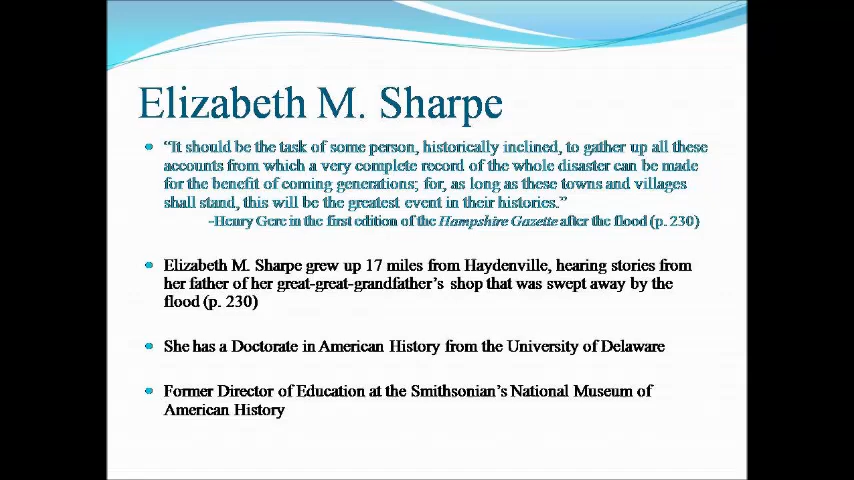 Elizabeth M. Sharpe
“It should be the task of some person, historically inclined, to gather up all these
accounts from which a very complete record of the whole disaster can be made
for the benefit of coming generations; for, as long as these towns and villages
shall stand, this will be the greatest event in their histories.”
-Henry Gere in the first edition of the Hampshire Gazette after the flood (p. 230)
Elizabeth M. Sharpe grew up 17 miles from Haydenville, hearing stories from
her father of her great-great-grandfather’s shop that was swept away by the
flood (p. 230)
She has a Doctorate in American History from the University of Delaware
Former Director of Education at the Smithsonian’s National Museum of
American History